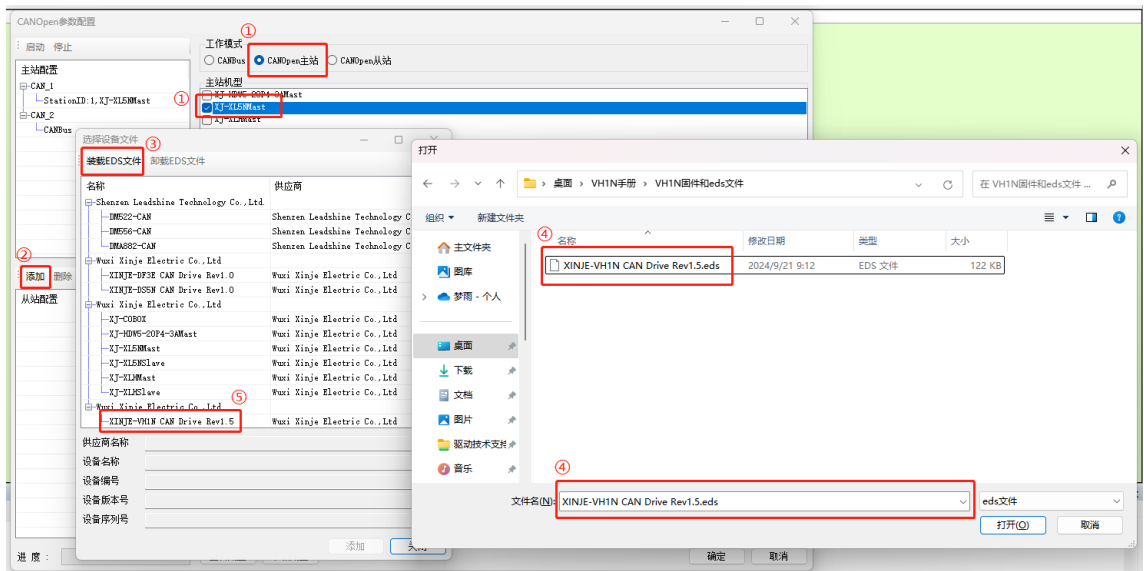 CANOpen参数配置
①
启动 停止
工作模式
CANBus CANOpen主站 CANOpen从站
主站配置
主站机型
CAN_1
StationID:1,XJ-XL5NMast
①
XJ-HDW5-20P4-3AMast
XJ-XL5NMast
XJ-XLHMast
CAN_2
CANBus
选择设备文件
③
装载EDS文件 卸载EDS文件
名称 供应商
Shenzen Leadshine Technology Co.,Ltd.
DM522-CAN Shenzen Leadshine Technology C
DM556-CAN Shenzen Leadshine Technology C
DMA882-CAN Shenzen Leadshine Technology C
Wuxi Xinje Electric Co.,Ltd
XINJE-DF3E CAN Drive Rev1.0 Wuxi Xinje Electric Co.,Ltd
XINJE-DS5N CAN Drive Rev1.0 Wuxi Xinje Electric Co.,Ltd
Wuxi Xinje Electric Co.,Ltd
XJ-COBOX Wuxi Xinje Electric Co.,Ltd
XJ-HDW5-20P4-3AMast Wuxi Xinje Electric Co.,Ltd
XJ-XL5NMast Wuxi Xinje Electric Co.,Ltd
XJ-XL5NSlave Wuxi Xinje Electric Co.,Ltd
XJ-XLHMast Wuxi Xinje Electric Co.,Ltd
XJ-XLHSlave Wuxi Xinje Electric Co.,Ltd
⑤
Wuxi Xinje Electric Co.,Ltd
XINJE-VH1N CAN Drive Rev1.5 Wuxi Xinje Electric Co.,Ltd
②
添加 删除
从站配置
供应商名称
设备名称
设备编号
设备版本号
设备序列号
添加
进 度 :
确定 取消
打开
桌面 › VH1N手册 › VH1N固件和eds文件
在 VH1N固件和eds文件 ...
组织 新建文件夹
④
名称 修改日期 类型 大小
XINJE-VH1N CAN Drive Rev1.5.eds 2024/9/21 9:12 EDS 文件 122 KB
主文件夹
图库
梦雨 - 个人
桌面
下载
文档
图片
驱动技术支持
音乐
④
文件名(N): XINJE-VH1N CAN Drive Rev1.5.eds eds文件
打开(O) 取消